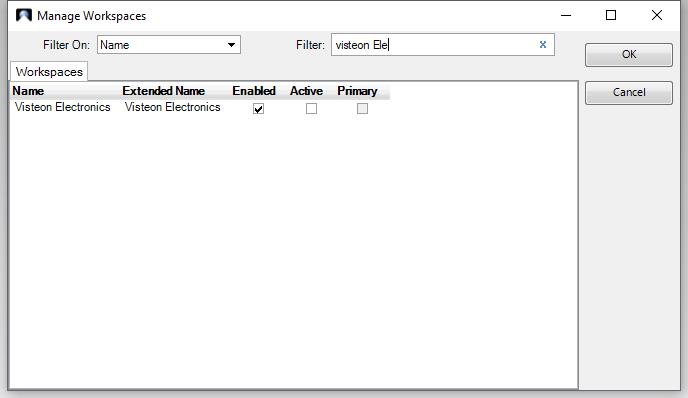 Manage Workspaces
Filter On: Name Filter: visteon Ele x
OK
Workspaces
Cancel
Name Extended Name Enabled Active Primary
Visteon Electronics Visteon Electronics